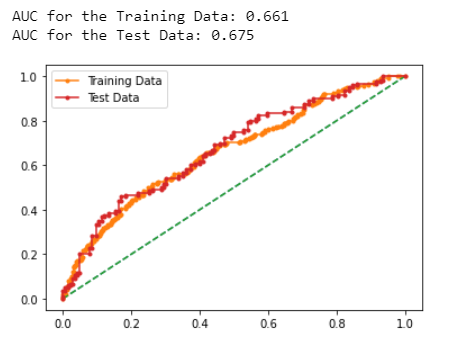 AUC for the Training Data: 0.661
AUC for the Test Data: 0.675
1.0
Training Data
Test Data
0.8
0.6
0.4
0.2
0.0
0.0 0.2 0.4 0.6 0.8 1.0